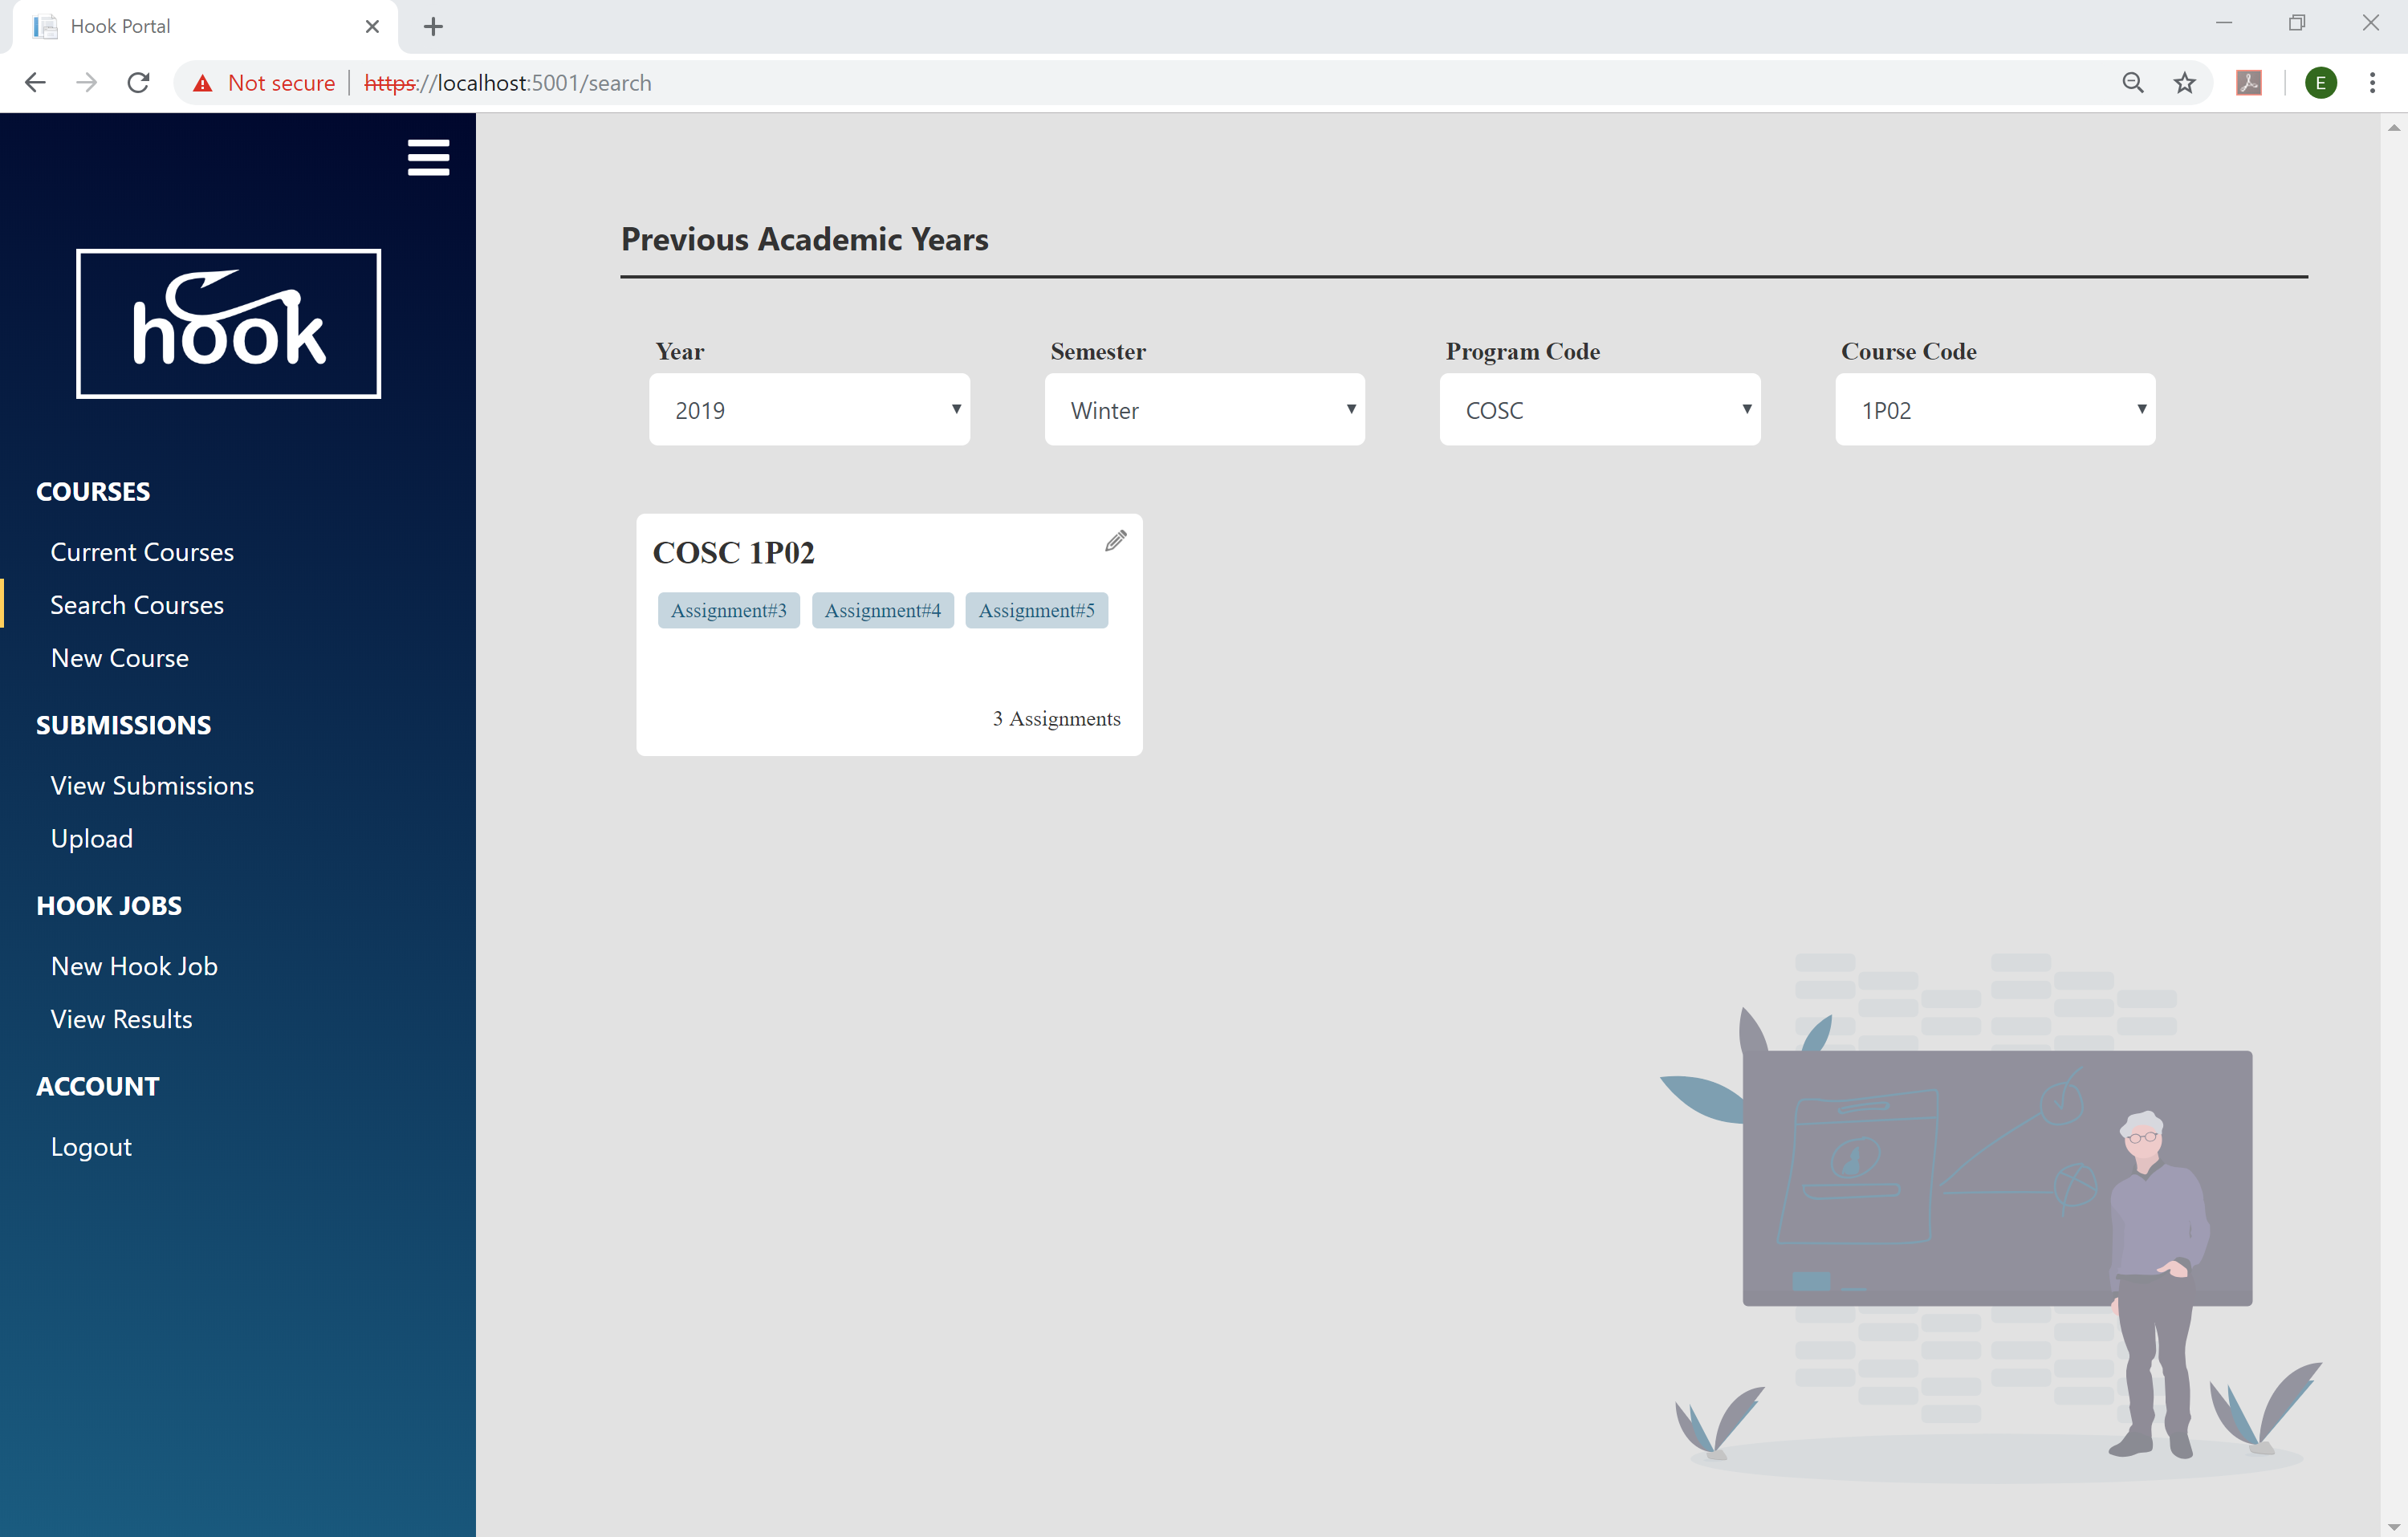 Hook Portal
Not secure
https://localhost:5001/search
E
hook
Previous Academic Years
Year Semester Program Code Course Code
2019 Winter COSC 1P02
COURSES
Current Courses
Search Courses
New Course
SUBMISSIONS
View Submissions
Upload
HOOK JOBS
New Hook Job
View Results
ACCOUNT
Logout
COSC 1P02
Assignment#3 Assignment#4 Assignment#5
3 Assignments